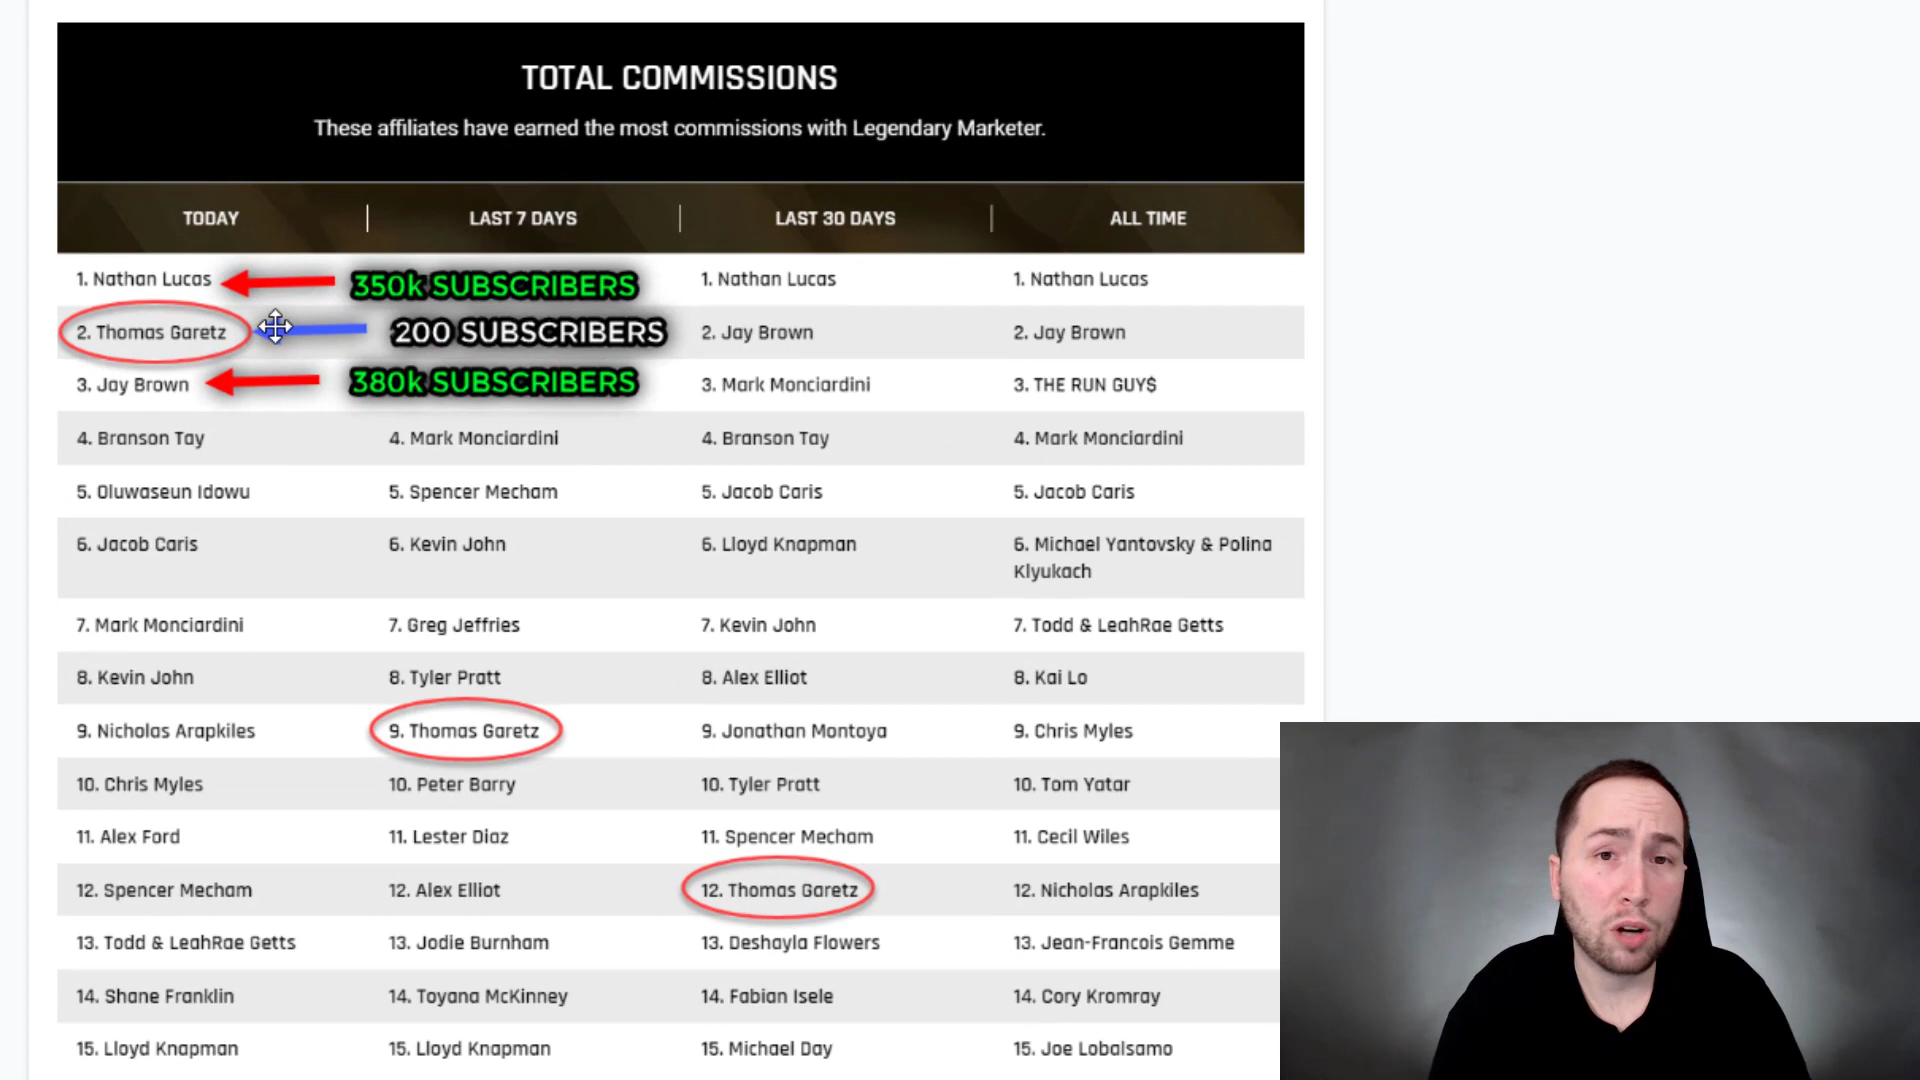 TOTAL COMMISSIONS
These affiliates have earned the most commissions with Legendary Marketer.
TODAY LAST 7 DAYS LAST 30 DAYS ALL TIME
1. Nathan Lucas 350k SUBSCRIBERS 1. Nathan Lucas 1. Nathan Lucas
2. Thomas Garetz 200 SUBSCRIBERS 2. Jay Brown 2. Jay Brown
3. Jay Brown 380k SUBSCRIBERS 3. Mark Monciardini 3. THE RUN GUY$
4. Branson Tay 4. Mark Monciardini 4. Branson Tay 4. Mark Monciardini
5. Oluwaseun Idowu 5. Spencer Mecham 5. Jacob Caris 5. Jacob Caris
6. Jacob Caris 6. Kevin John 6. Lloyd Knapman 6. Michael Yantovsky & Polina
Klyukach
7. Mark Monciardini 7. Greg Jeffries 7. Kevin John 7. Todd & LeahRae Getts
8. Kevin John 8. Tyler Pratt 8. Alex Elliot 8. Kai Lo
9. Nicholas Arapkiles 9. Thomas Garetz 9. Jonathan Montoya 9. Chris Myles
10. Chris Myles 10. Peter Barry 10. Tyler Pratt 10. Tom Yatar
11. Alex Ford 11. Lester Diaz 11. Spencer Mecham 11. Cecil Wiles
12. Spencer Mecham 12. Alex Elliot 12. Thomas Garetz 12. Nicholas Arapkiles
13. Todd & LeahRae Getts 13. Jodie Burnham 13. Deshayla Flowers 13. Jean-Francois Gemme
14. Shane Franklin 14. Toyana McKinney 14. Fabian Isele 14. Cory Kromray
15. Lloyd Knapman 15. Lloyd Knapman 15. Michael Day 15. Joe Lobalsamo